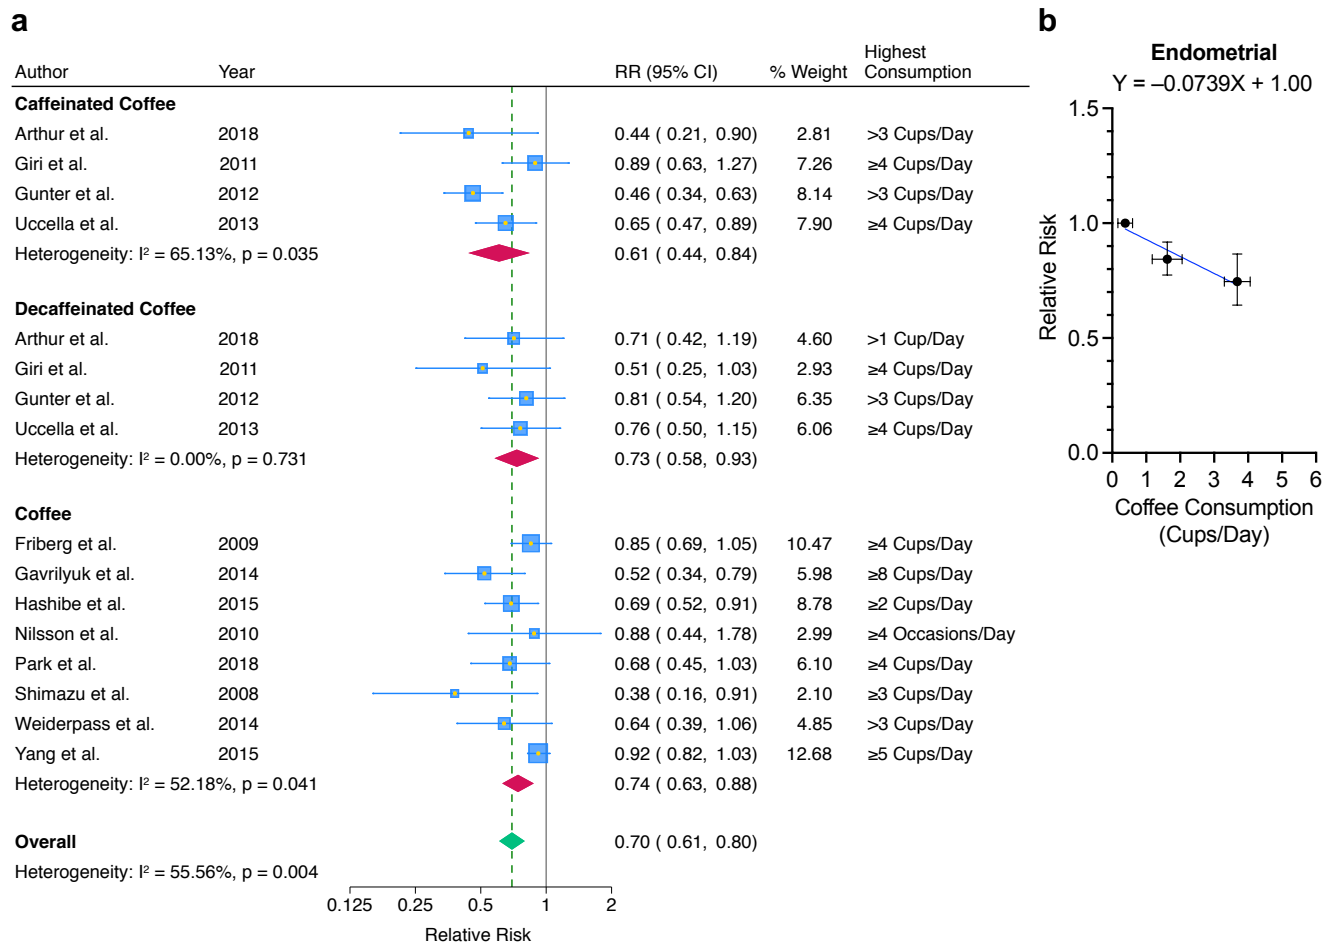 a
Author Year RR (95% CI) % Weight Highest Consumption
Caffeinated Coffee
Arthur et al. 2018 0.44 ( 0.21, 0.90) 2.81 >3 Cups/Day
Giri et al. 2011 0.89 ( 0.63, 1.27) 7.26 ≥4 Cups/Day
Gunter et al. 2012 0.46 ( 0.34, 0.63) 8.14 >3 Cups/Day
Uccella et al. 2013 0.65 ( 0.47, 0.89) 7.90 ≥4 Cups/Day
Heterogeneity: I² = 65.13%, p = 0.035 0.61 ( 0.44, 0.84)
Decaffeinated Coffee
Arthur et al. 2018 0.71 ( 0.42, 1.19) 4.60 >1 Cup/Day
Giri et al. 2011 0.51 ( 0.25, 1.03) 2.93 ≥4 Cups/Day
Gunter et al. 2012 0.81 ( 0.54, 1.20) 6.35 >3 Cups/Day
Uccella et al. 2013 0.76 ( 0.50, 1.15) 6.06 ≥4 Cups/Day
Heterogeneity: I² = 0.00%, p = 0.731 0.73 ( 0.58, 0.93)
Coffee
Friberg et al. 2009 0.85 ( 0.69, 1.05) 10.47 ≥4 Cups/Day
Gavrilyuk et al. 2014 0.52 ( 0.34, 0.79) 5.98 ≥8 Cups/Day
Hashibe et al. 2015 0.69 ( 0.52, 0.91) 8.78 ≥2 Cups/Day
Nilsson et al. 2010 0.88 ( 0.44, 1.78) 2.99 ≥4 Occasions/Day
Park et al. 2018 0.68 ( 0.45, 1.03) 6.10 ≥4 Cups/Day
Shimazu et al. 2008 0.38 ( 0.16, 0.91) 2.10 ≥3 Cups/Day
Weiderpass et al. 2014 0.64 ( 0.39, 1.06) 4.85 >3 Cups/Day
Yang et al. 2015 0.92 ( 0.82, 1.03) 12.68 ≥5 Cups/Day
Heterogeneity: I² = 52.18%, p = 0.041 0.74 ( 0.63, 0.88)
Overall 0.70 ( 0.61, 0.80)
Heterogeneity: I² = 55.56%, p = 0.004
0.125 0.25 0.5 1 2
Relative Risk
b
Endometrial
Y = –0.0739X + 1.00
1.5
1.0
0.5
0.0
Relative Risk
0 1 2 3 4 5 6
Coffee Consumption
(Cups/Day)